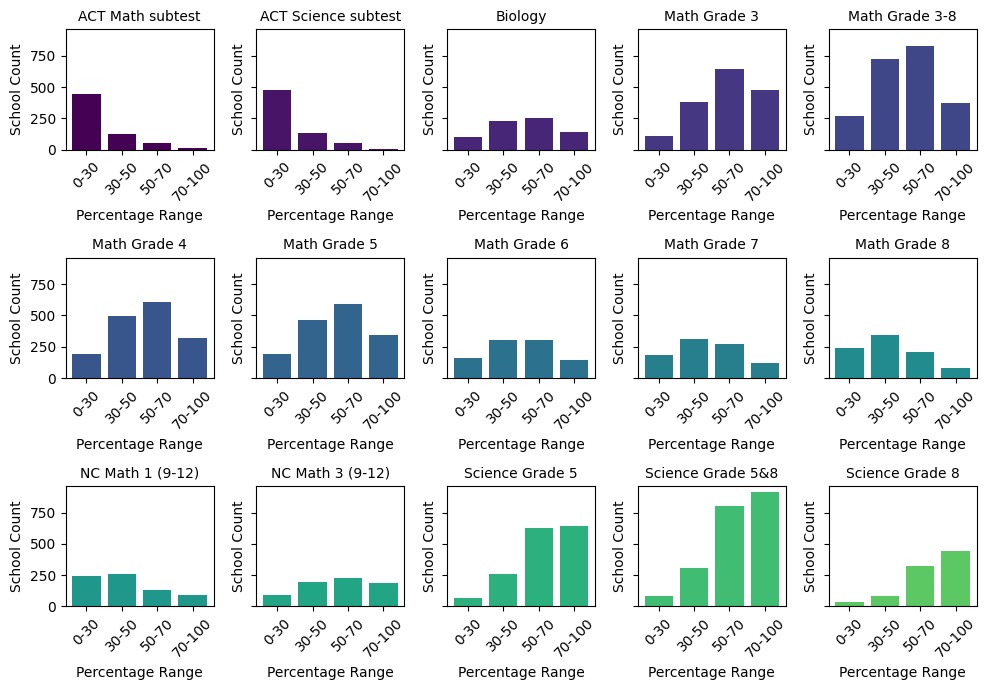 ACT Math subtest
School Count
750
500
250
0
0-30
30-50
50-70
70-100
Percentage Range
ACT Science subtest
School Count
0-30
30-50
50-70
70-100
Percentage Range
Biology
School Count
0-30
30-50
50-70
70-100
Percentage Range
Math Grade 3
School Count
0-30
30-50
50-70
70-100
Percentage Range
Math Grade 3-8
School Count
0-30
30-50
50-70
70-100
Percentage Range
Math Grade 4
School Count
750
500
250
0
0-30
30-50
50-70
70-100
Percentage Range
Math Grade 5
School Count
0-30
30-50
50-70
70-100
Percentage Range
Math Grade 6
School Count
0-30
30-50
50-70
70-100
Percentage Range
Math Grade 7
School Count
0-30
30-50
50-70
70-100
Percentage Range
Math Grade 8
School Count
0-30
30-50
50-70
70-100
Percentage Range
NC Math 1 (9-12)
School Count
750
500
250
0
0-30
30-50
50-70
70-100
Percentage Range
NC Math 3 (9-12)
School Count
0-30
30-50
50-70
70-100
Percentage Range
Science Grade 5
School Count
0-30
30-50
50-70
70-100
Percentage Range
Science Grade 5&8
School Count
0-30
30-50
50-70
70-100
Percentage Range
Science Grade 8
School Count
0-30
30-50
50-70
70-100
Percentage Range